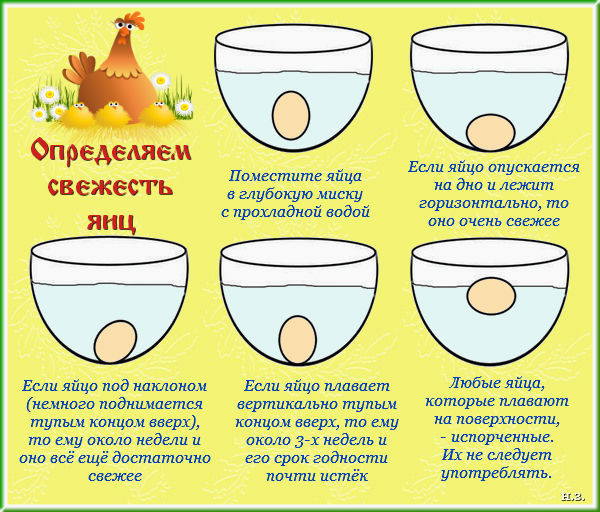 Определяем
свежесть
яиц
Поместите яйца
в глубокую миску
с прохладной водой
Если яйцо опускается
на дно и лежит
горизонтально, то
оно очень свежее
Если яйцо под наклоном
(немного поднимается
тупым концом вверх),
то ему около недели и
оно всё ещё достаточно
свежее
Если яйцо плавает
вертикально тупым
концом вверх, то ему
около 3-х недель и
его срок годности
почти истёк
Любые яйца,
которые плавают
на поверхности,
- испорченные.
Их не следует
употреблять.
н.з.